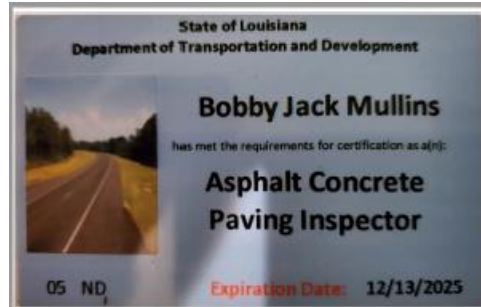 State of Louisiana
Department of Transportation and Development
Bobby Jack Mullins
has met the requirements for certification as a(n):
Asphalt Concrete
Paving Inspector
05 ND Expiration Date: 12/13/2025